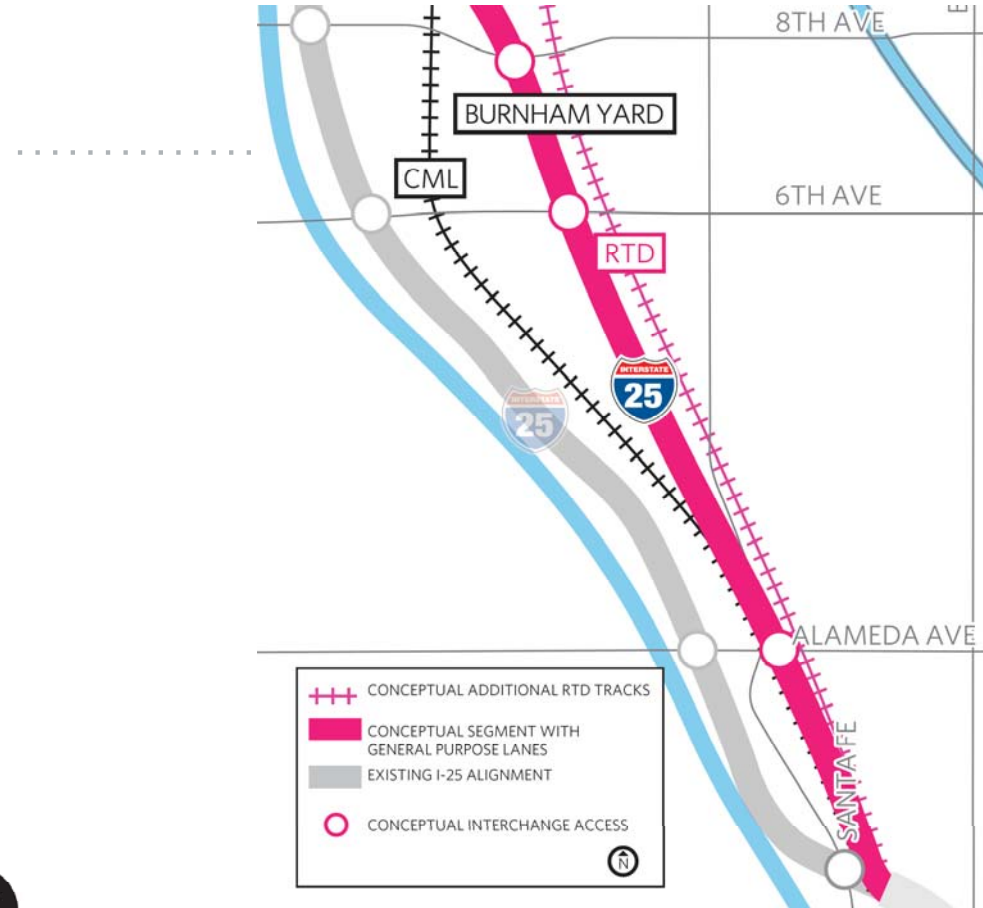 8TH AVE
BURNHAM YARD
CML
6TH AVE
RTD
INTERSTATE
25
INTERSTATE
25
ALAMEDA AVE
SANTA FE
CONCEPTUAL ADDITIONAL RTD TRACKS
CONCEPTUAL SEGMENT WITH
GENERAL PURPOSE LANES
EXISTING I-25 ALIGNMENT
CONCEPTUAL INTERCHANGE ACCESS
N